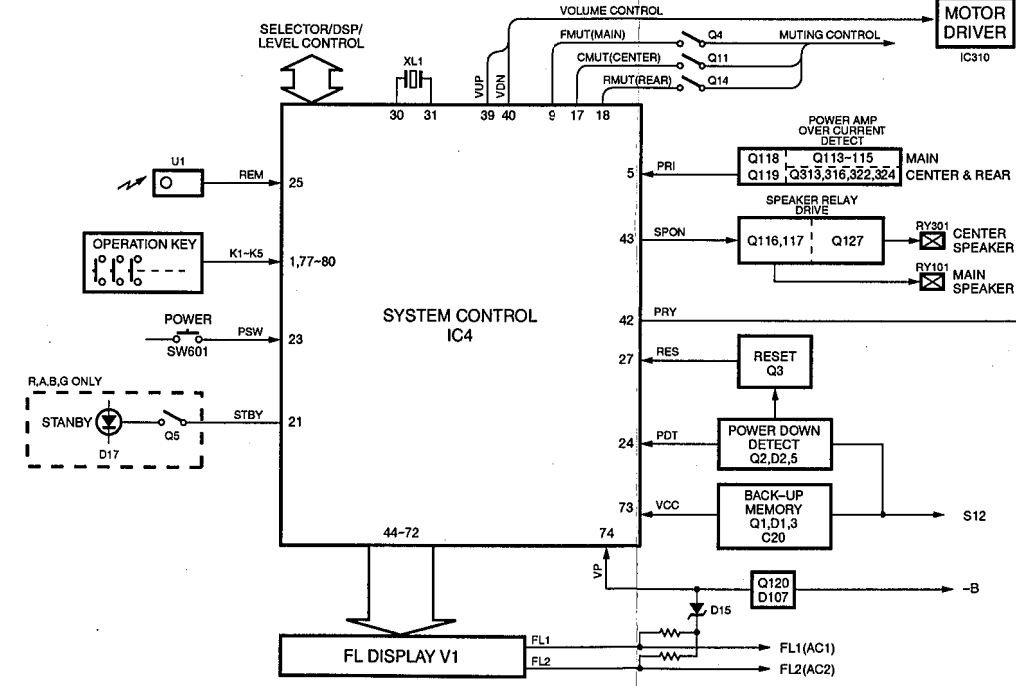 VOLUME CONTROL
MOTOR
DRIVER
IC310
SELECTOR/DSP/
LEVEL CONTROL
FMUT(MAIN)
Q4
MUTING CONTROL
CMUT(CENTER)
Q11
RMUT(REAR)
Q14
XL1
VUP
VDN
30
31
39
40
9
17
18
POWER AMP
OVER CURRENT
DETECT
5
PRI
Q118
Q113~115
MAIN
Q119
Q313,316,322,324
CENTER & REAR
U1
REM
25
SPEAKER RELAY
DRIVE
43
SPON
Q116,117
Q127
RY301
CENTER
SPEAKER
RY101
MAIN
SPEAKER
OPERATION KEY
K1~K5
1,77~80
SYSTEM CONTROL
IC4
42
PRY
POWER
PSW
23
SW601
27
RES
RESET
Q3
R,A,B,G ONLY
STANBY
D17
Q5
STBY
21
24
PDT
POWER DOWN
DETECT
Q2,D2,5
73
VCC
BACK-UP
MEMORY
Q1,D1,3
C20
S12
44~72
74
VP
Q120
D107
-B
D15
FL DISPLAY V1
FL1
FL1(AC1)
FL2
FL2(AC2)